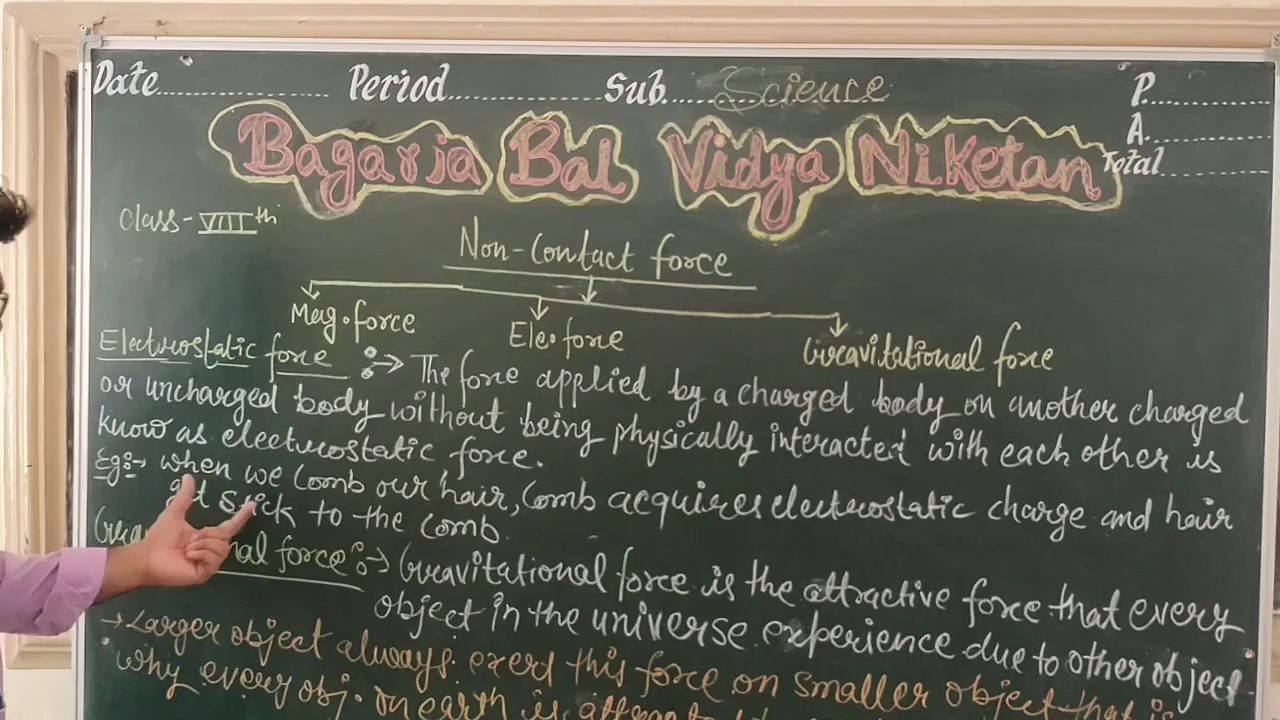 Date Period Sub. Science P.
A.
Total
Bagaria Bal Vidya Niketan
Class - VIIIth
Non-Contact force
Mag. force Ele. force Gravitational force
Electrostatic force :-> The force applied by a charged body on another charged
or uncharged body without being physically interacted with each other is
know as electrostatic force.
Eg:-> when we Comb our hair, Comb acquires electrostatic charge and hair
get stick to the comb.
force :-> Gravitational force is the attractive force that every
object in the universe experience due to other object
-> Larger object always exerd this force on smaller object that is
why every obj. on earth is